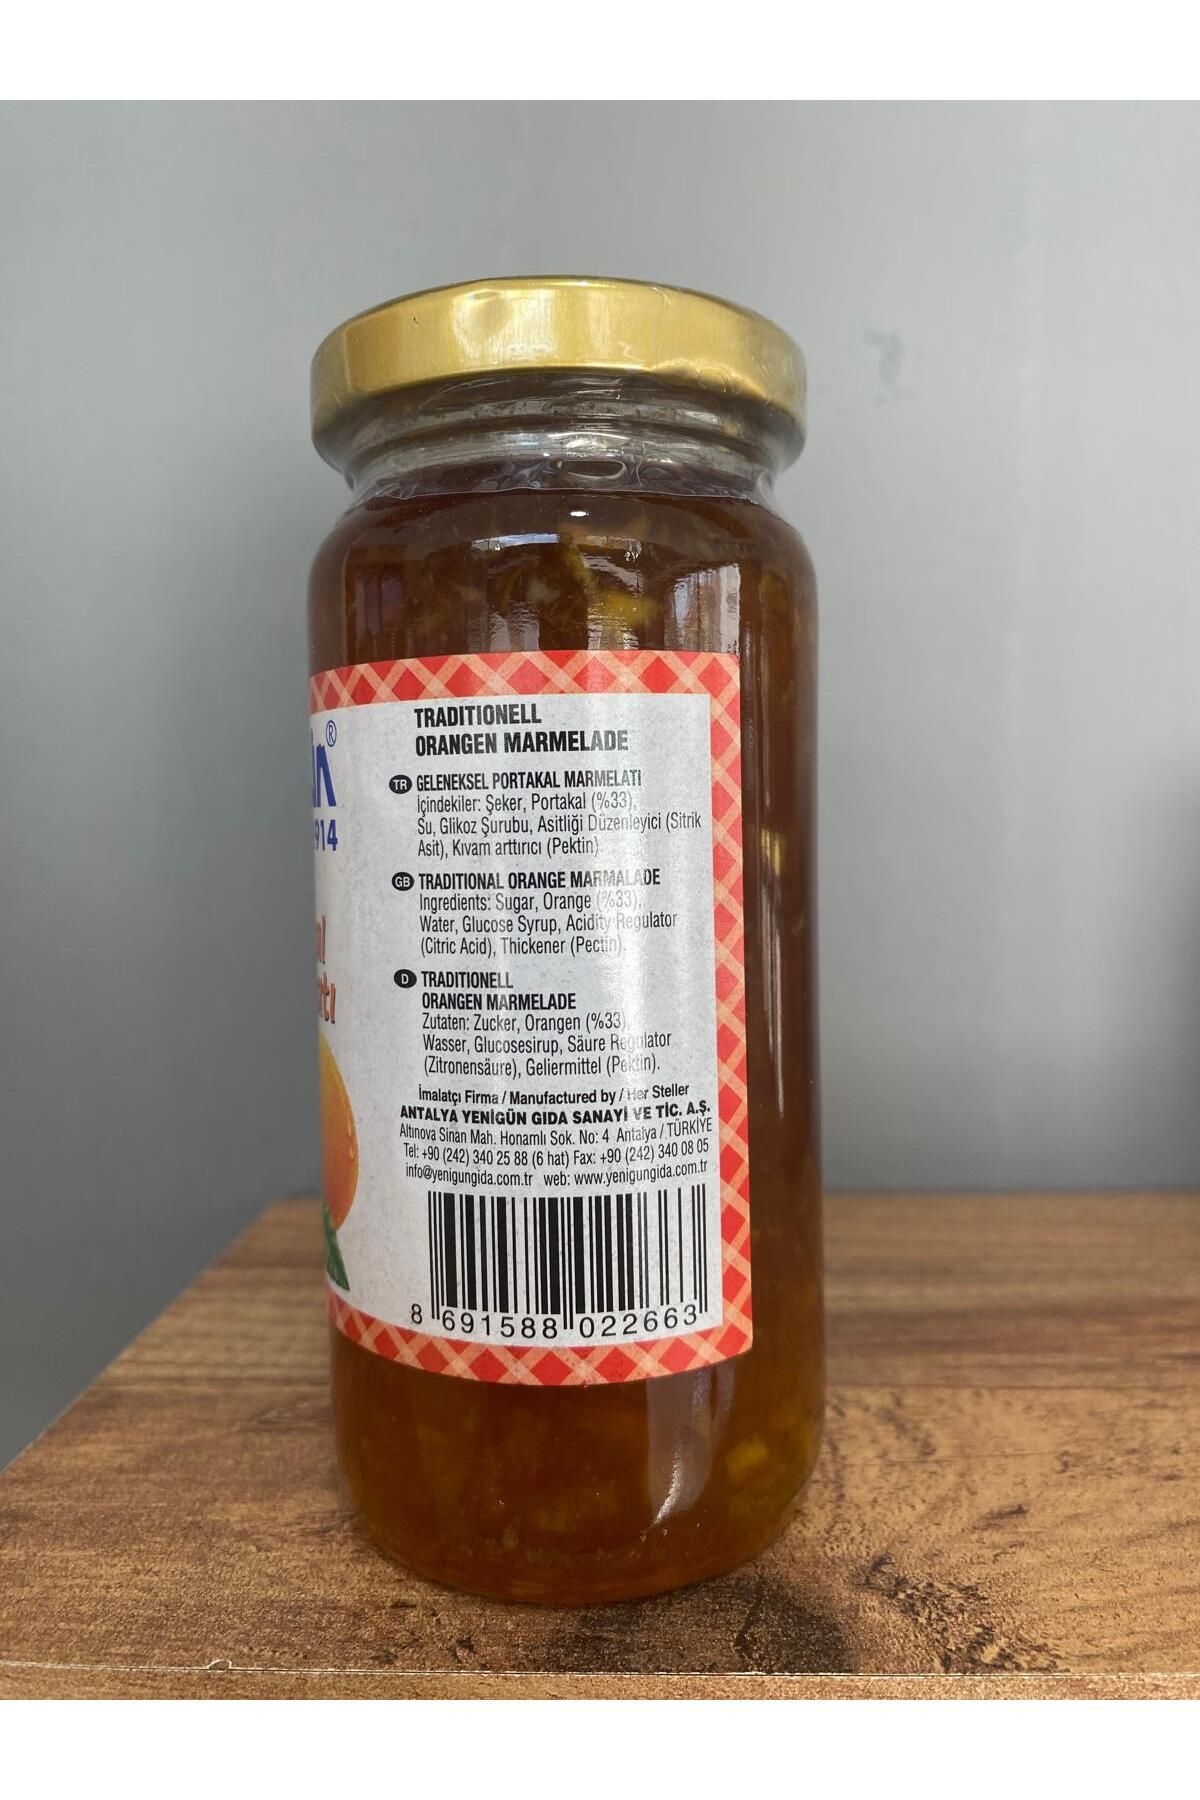 914
TRADITIONELL
ORANGEN MARMELADE
TR GELENEKSEL PORTAKAL MARMELATI
İçindekiler: Şeker, Portakal (%33),
Su, Glikoz Şurubu, Asitliği Düzenleyici (Sitrik
Asit), Kıvam arttırıcı (Pektin)
GB TRADITIONAL ORANGE MARMALADE
Ingredients: Sugar, Orange (%33),
Water, Glucose Syrup, Acidity Regulator
(Citric Acid), Thickener (Pectin).
D TRADITIONELL
ORANGEN MARMELADE
Zutaten: Zucker, Orangen (%33)
Wasser, Glucosesirup, Säure Regulator
(Zitronensäure), Geliermittel (Pektin).
İmalatçı Firma / Manufactured by / Her Steller
ANTALYA YENİGÜN GIDA SANAYİ VE TİC. A.Ş.
Altınova Sinan Mah. Honamlı Sok. No: 4 Antalya / TÜRKİYE
Tel: +90 (242) 340 25 88 (6 hat) Fax: +90 (242) 340 08 05
info@yenigungida.com.tr web: www.yenigungida.com.tr
8 691588 022663